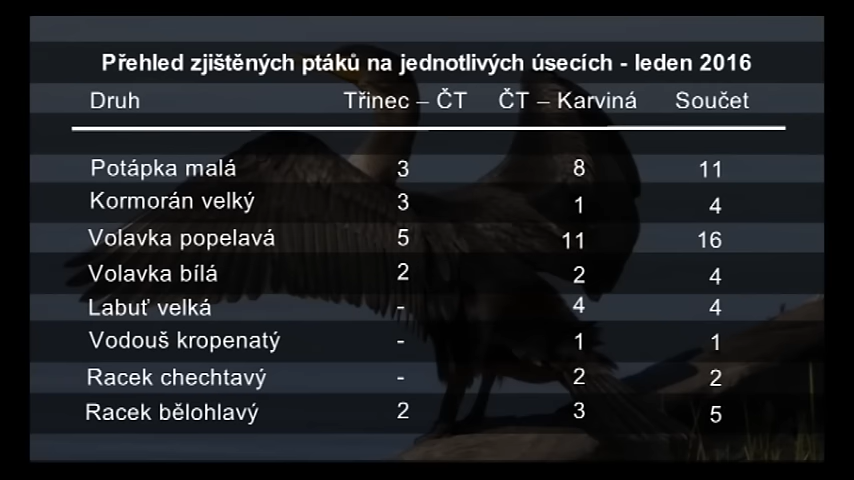 Přehled zjištěných ptáků na jednotlivých úsecích - leden 2016
Druh Třinec – ČT ČT – Karviná Součet
Potápka malá 3 8 11
Kormorán velký 3 1 4
Volavka popelavá 5 11 16
Volavka bílá 2 2 4
Labuť velká - 4 4
Vodouš kropenatý - 1 1
Racek chechtavý - 2 2
Racek bělohlavý 2 3 5